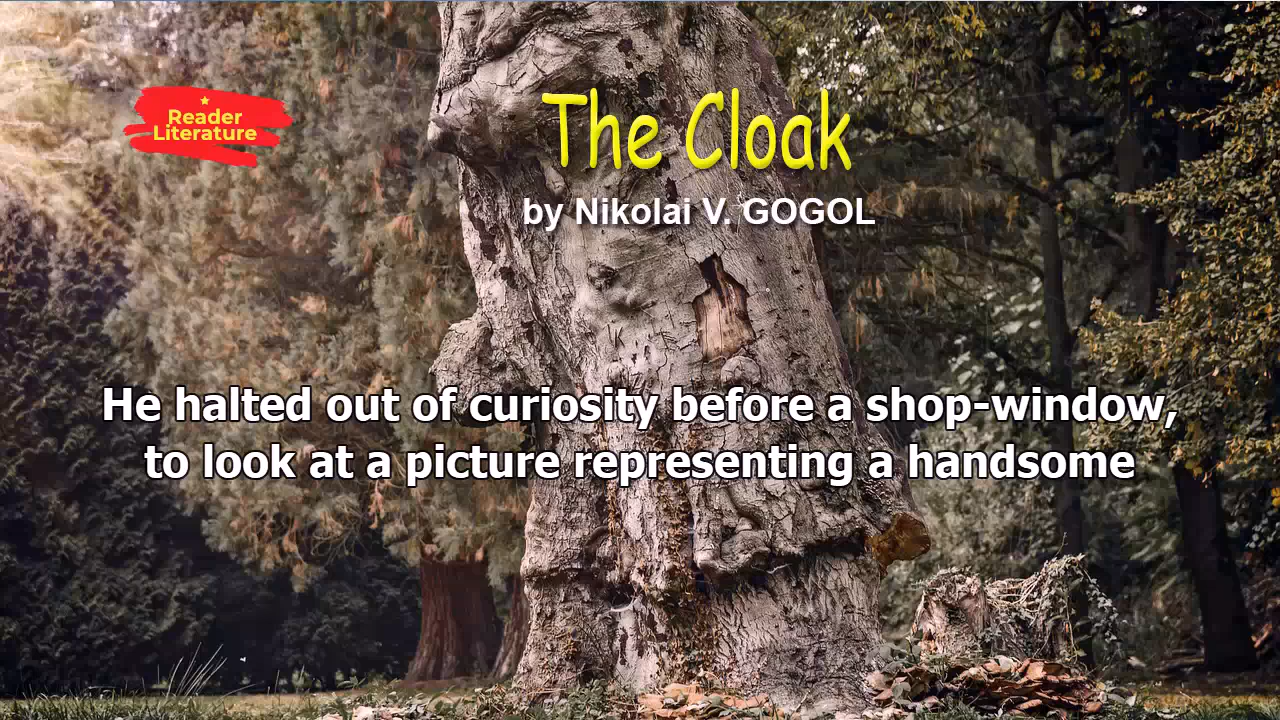 Reader
Literature
The Cloak
by Nikolai V. GOGOL
He halted out of curiosity before a shop-window,
to look at a picture representing a handsome